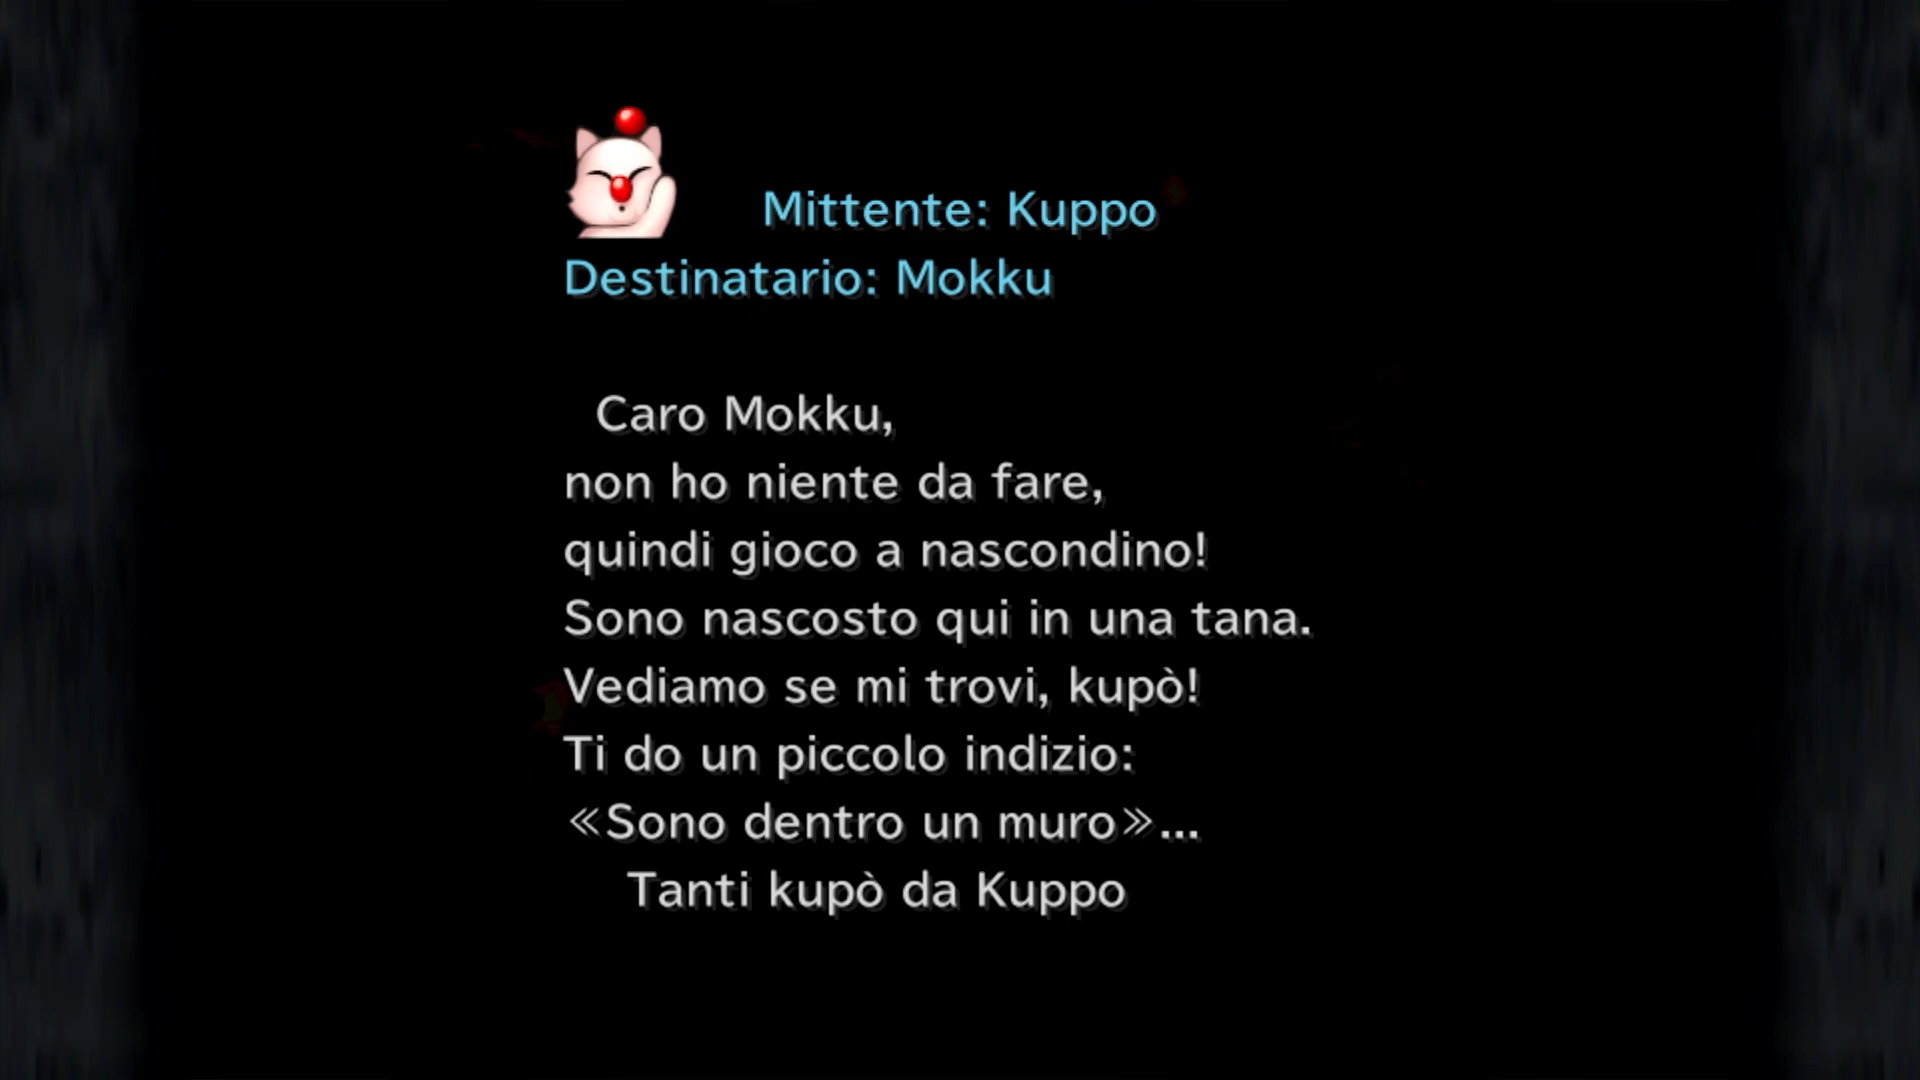 Mittente: Kuppo
Destinatario: Mokku
Caro Mokku,
non ho niente da fare,
quindi gioco a nascondino!
Sono nascosto qui in una tana.
Vediamo se mi trovi, kupò!
Ti do un piccolo indizio:
≪Sono dentro un muro≫...
Tanti kupò da Kuppo